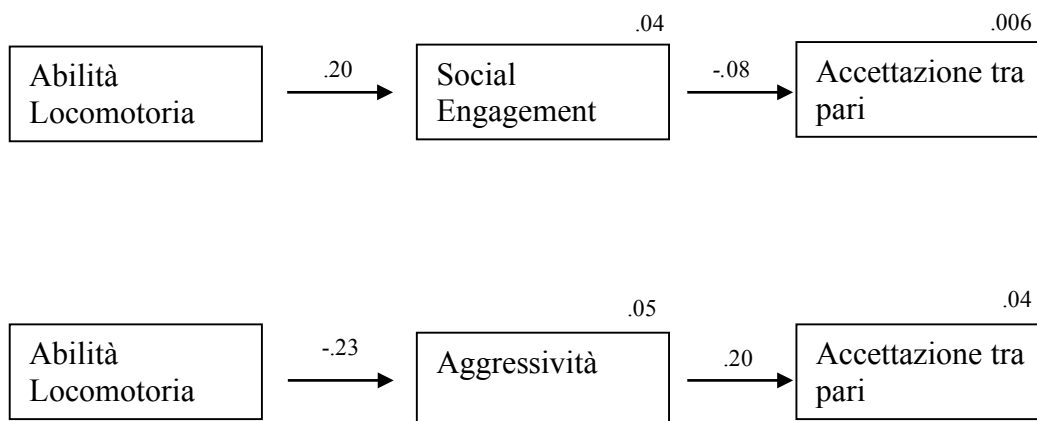 .04
.006
Abilità
Locomotoria
.20
Social
Engagement
-.08
Accettazione tra
pari
.05
.04
Abilità
Locomotoria
-.23
Aggressività
.20
Accettazione tra
pari